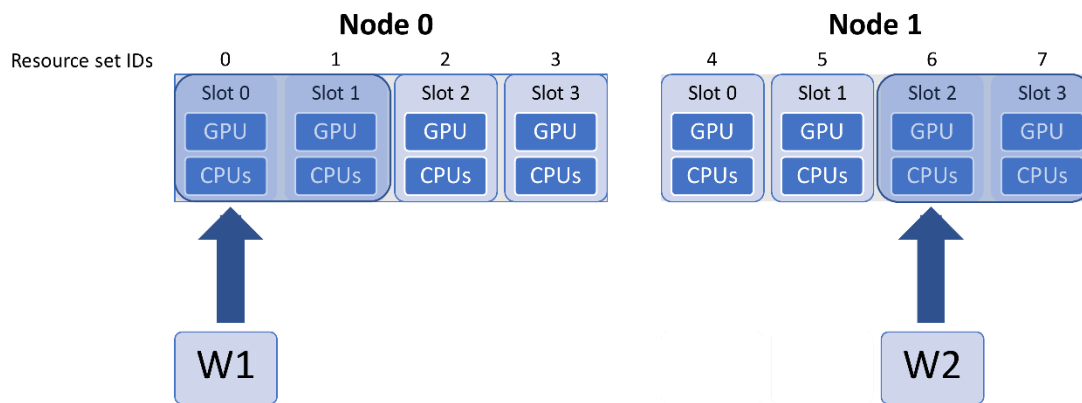 Node 0 Node 1
Resource set IDs 0 1 2 3 4 5 6 7
Slot 0 Slot 1 Slot 2 Slot 3 Slot 0 Slot 1 Slot 2 Slot 3
GPU GPU GPU GPU GPU GPU GPU GPU
CPUs CPUs CPUs CPUs CPUs CPUs CPUs CPUs
W1 W2